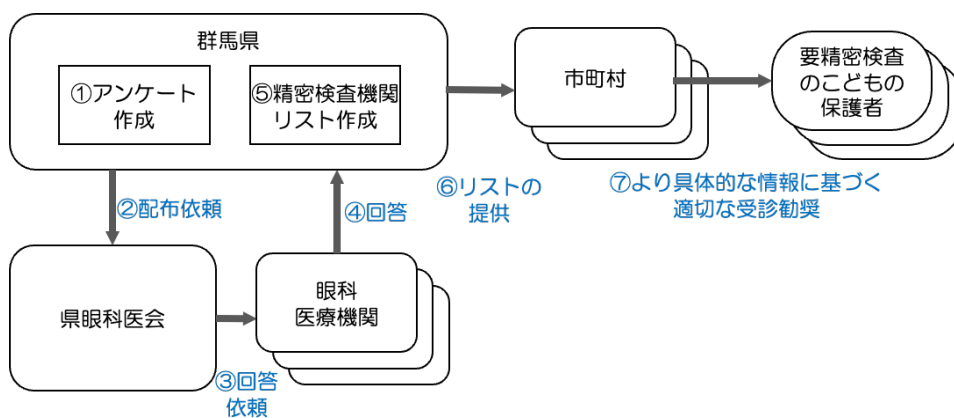 群馬県
①アンケート
作成
⑤精密検査機関
リスト作成
市町村
要精密検査
のこどもの
保護者
②配布依頼
④回答
⑥リストの
提供
⑦より具体的な情報に基づく
適切な受診勧奨
県眼科医会
眼科
医療機関
③回答
依頼